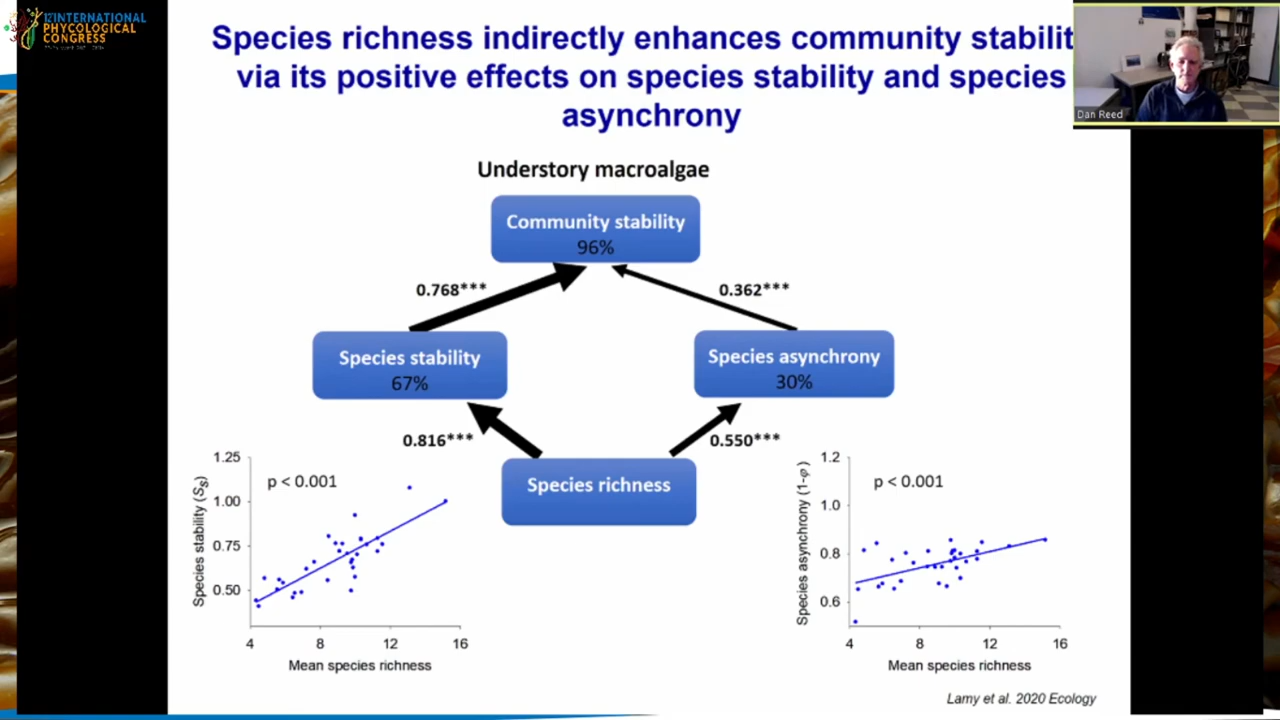 12th INTERNATIONAL
PHYCOLOGICAL
CONGRESS
Species richness indirectly enhances community stabilit
via its positive effects on species stability and species
asynchrony
Dan Reed
Understory macroalgae
Community stability
96%
0.768***
0.362***
Species stability
67%
Species asynchrony
30%
0.816***
0.550***
Species richness
1.25
1.00
0.75
0.50
Species stability (Ss)
p < 0.001
4 8 12 16
Mean species richness
1.2
1.0
0.8
0.6
Species asynchrony (1-φ)
p < 0.001
4 8 12 16
Mean species richness
Lamy et al. 2020 Ecology